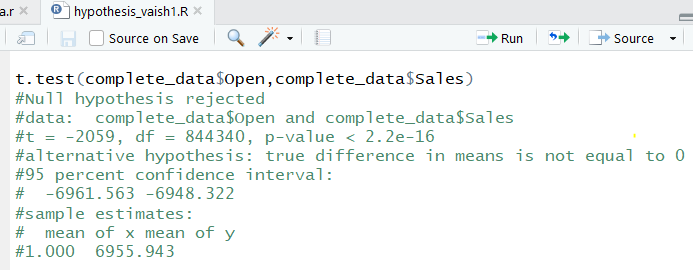 a.r × hypothesis_vaish1.R ×
Source on Save Run Source
t.test(complete_data$Open,complete_data$Sales)
#Null hypothesis rejected
#data:  complete_data$Open and complete_data$Sales
#t = -2059, df = 844340, p-value < 2.2e-16
#alternative hypothesis: true difference in means is not equal to 0
#95 percent confidence interval:
#  -6961.563 -6948.322
#sample estimates:
#  mean of x mean of y
#1.000  6955.943